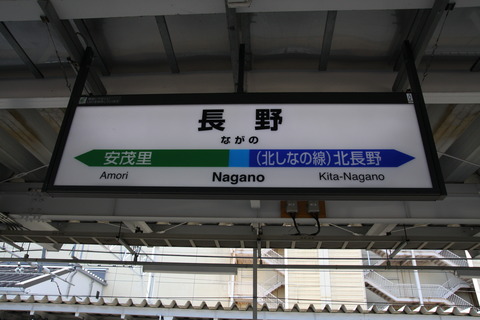 長野
ながの
安茂里 (北しなの線)北長野
Amori Nagano Kita-Nagano